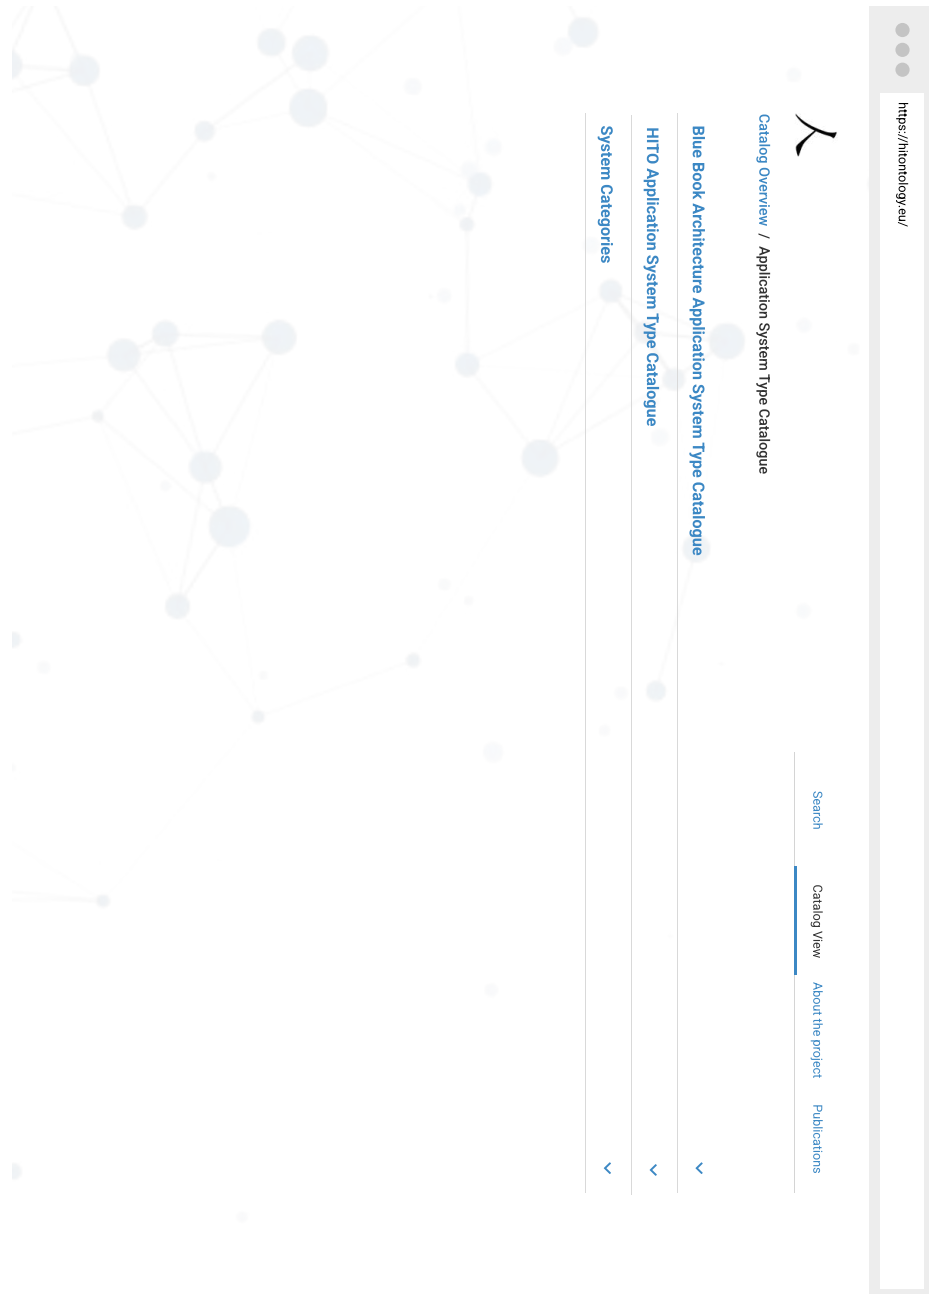 https://hitontology.eu/
Search
Catalog View
About the project
Publications
人
Catalog Overview / Application System Type Catalogue
Blue Book Architecture Application System Type Catalogue
HITO Application System Type Catalogue
System Categories